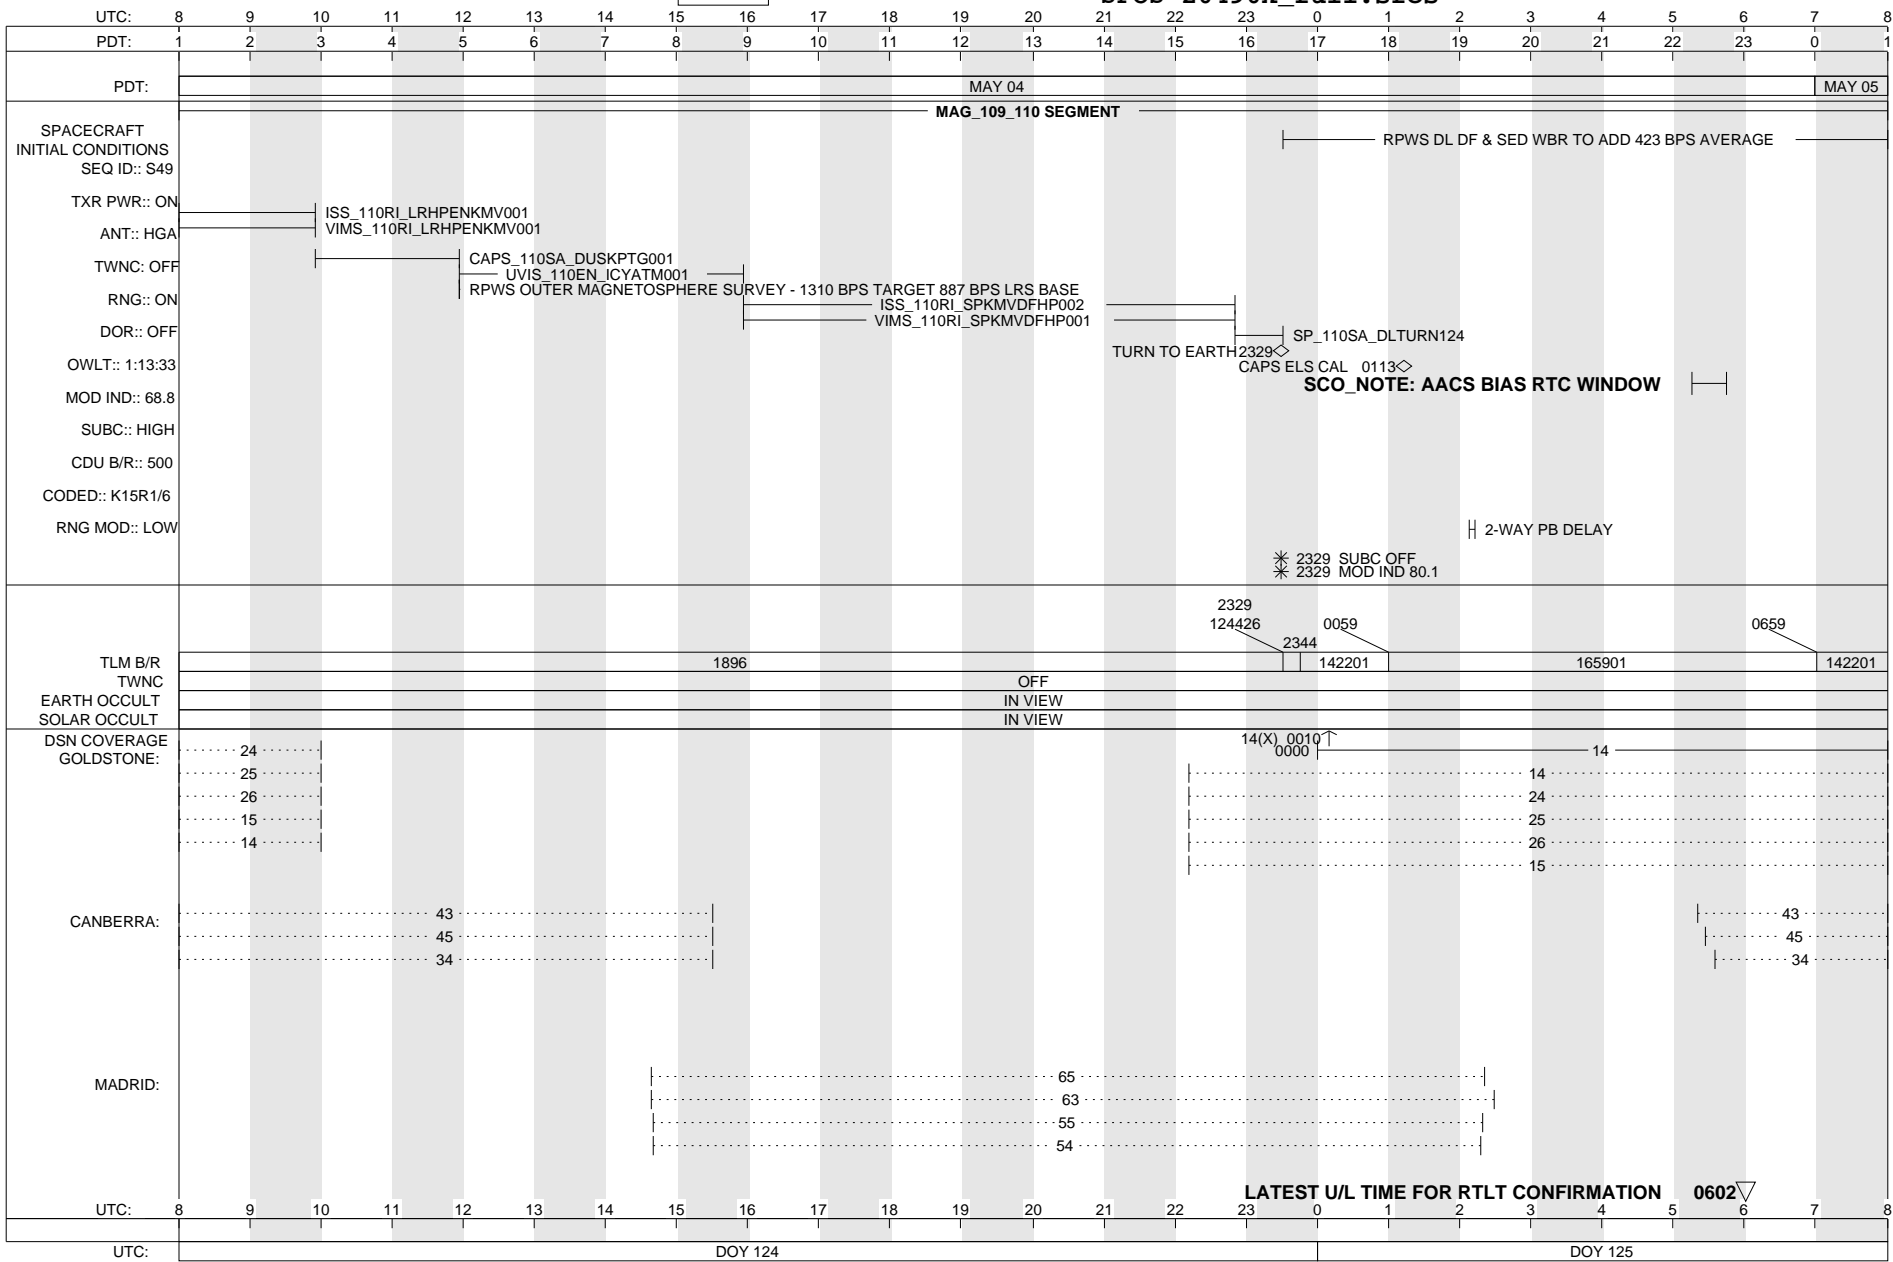 UTC: 8 9 10 11 12 13 14 15 16 17 18 19 20 21 22 23 0 1 2 3 4 5 6 7 8
PDT: 1 2 3 4 5 6 7 8 9 10 11 12 13 14 15 16 17 18 19 20 21 22 23 0 1
PDT: MAY 04 MAY 05
MAG_109_110 SEGMENT
SPACECRAFT
INITIAL CONDITIONS
RPWS DL DF & SED WBR TO ADD 423 BPS AVERAGE
SEQ ID:: S49
TXR PWR:: ON
ISS_110RI_LRHPENKMV001
VIMS_110RI_LRHPENKMV001
ANT:: HGA
CAPS_110SA_DUSKPTG001
TWNC: OFF
UVIS_110EN_ICYATM001
RPWS OUTER MAGNETOSPHERE SURVEY - 1310 BPS TARGET 887 BPS LRS BASE
RNG:: ON
ISS_110RI_SPKMVDFHP002
VIMS_110RI_SPKMVDFHP001
DOR:: OFF
SP_110SA_DLTURN124
TURN TO EARTH 2329
OWLT:: 1:13:33
CAPS ELS CAL 0113
SCO_NOTE: AACS BIAS RTC WINDOW
MOD IND:: 68.8
SUBC:: HIGH
CDU B/R:: 500
CODED:: K15R1/6
RNG MOD:: LOW
2-WAY PB DELAY
2329 SUBC OFF
2329 MOD IND 80.1
2329
124426 0059 0659
2344
TLM B/R 1896 142201 165901 142201
TWNC OFF
EARTH OCCULT IN VIEW
SOLAR OCCULT IN VIEW
DSN COVERAGE
14(X) 0010
GOLDSTONE: 24 0000 14
25 14
26 24
15 25
14 26
15
CANBERRA: 43 43
45 45
34 34
MADRID: 65
63
55
54
LATEST U/L TIME FOR RTLT CONFIRMATION 0602
UTC: 8 9 10 11 12 13 14 15 16 17 18 19 20 21 22 23 0 1 2 3 4 5 6 7 8
UTC: DOY 124 DOY 125